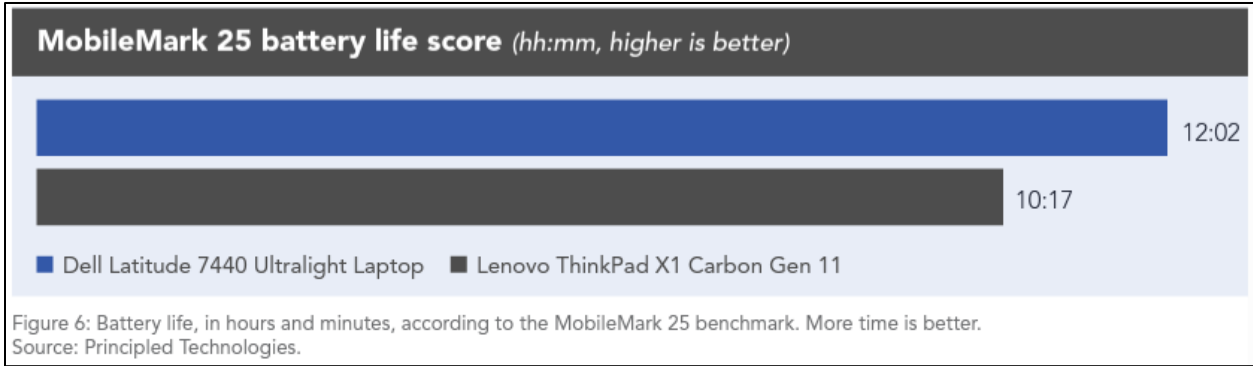 MobileMark 25 battery life score (hh:mm, higher is better)
12:02
10:17
Dell Latitude 7440 Ultralight Laptop Lenovo ThinkPad X1 Carbon Gen 11
Figure 6: Battery life, in hours and minutes, according to the MobileMark 25 benchmark. More time is better.
Source: Principled Technologies.